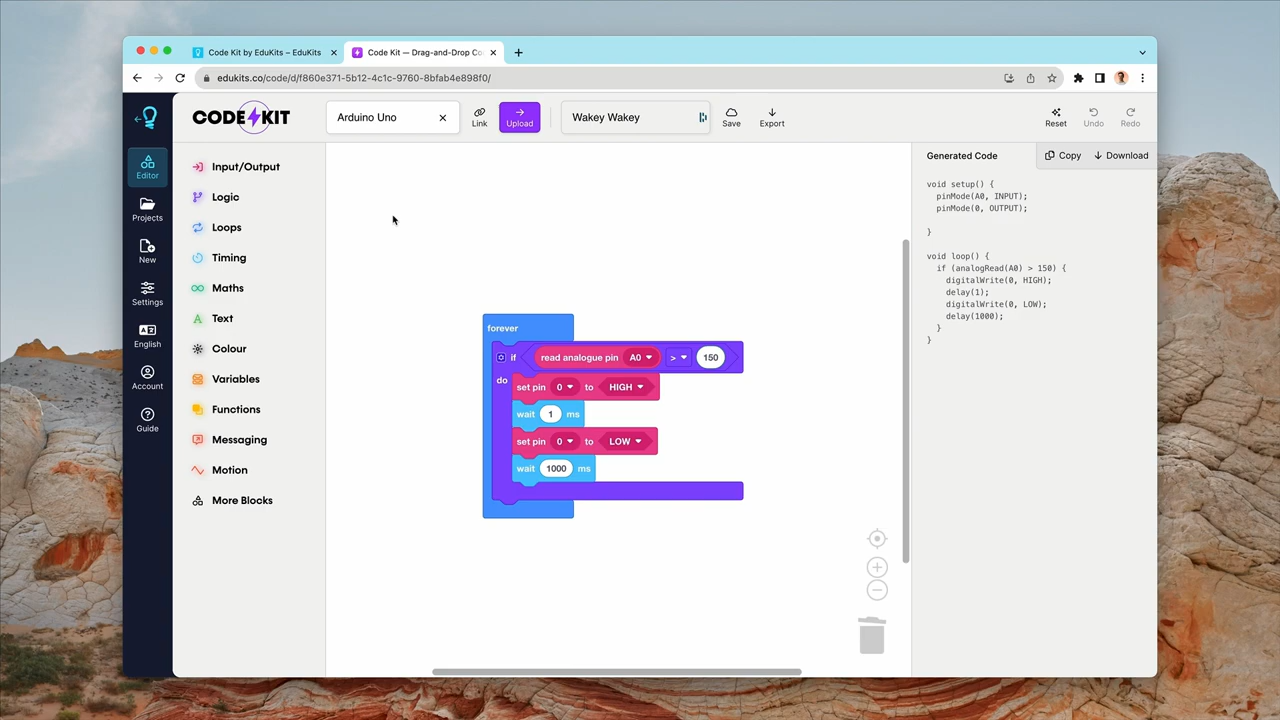 Code Kit by EduKits – EduKits
Code Kit — Drag-and-Drop Co
edukits.co/code/d/f860e371-5b12-4c1c-9760-8bfab4e898f0/
CODE KIT
Arduino Uno
Link
Upload
Wakey Wakey
Save
Export
Reset
Undo
Redo
Editor
Projects
New
Settings
English
Account
Guide
Input/Output
Logic
Loops
Timing
Maths
Text
Colour
Variables
Functions
Messaging
Motion
More Blocks
forever
if read analogue pin A0 > 150
do
set pin 0 to HIGH
wait 1 ms
set pin 0 to LOW
wait 1000 ms
Generated Code
Copy
Download
void setup() {
pinMode(A0, INPUT);
pinMode(0, OUTPUT);
}
void loop() {
if (analogRead(A0) > 150) {
digitalWrite(0, HIGH);
delay(1);
digitalWrite(0, LOW);
delay(1000);
}
}